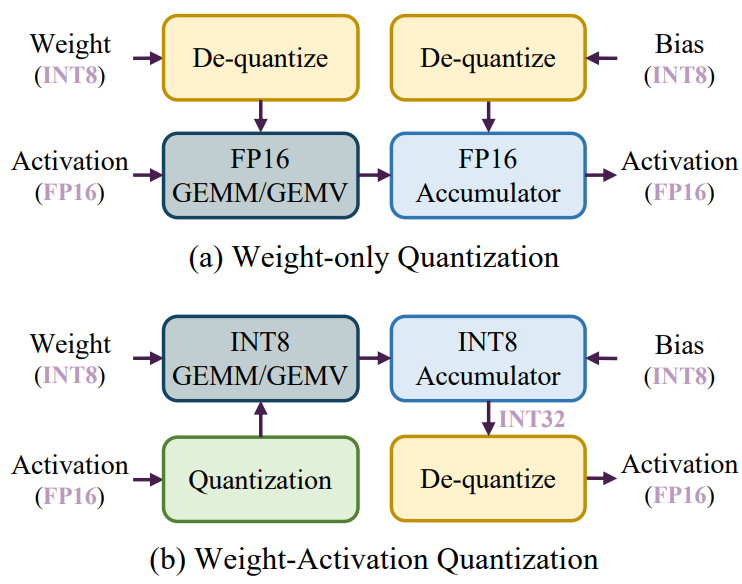 Weight
(INT8)
De-quantize
De-quantize
Bias
(INT8)
Activation
(FP16)
FP16
GEMM/GEMV
FP16
Accumulator
Activation
(FP16)
(a) Weight-only Quantization
Weight
(INT8)
INT8
GEMM/GEMV
INT8
Accumulator
Bias
(INT8)
INT32
Activation
(FP16)
Quantization
De-quantize
Activation
(FP16)
(b) Weight-Activation Quantization